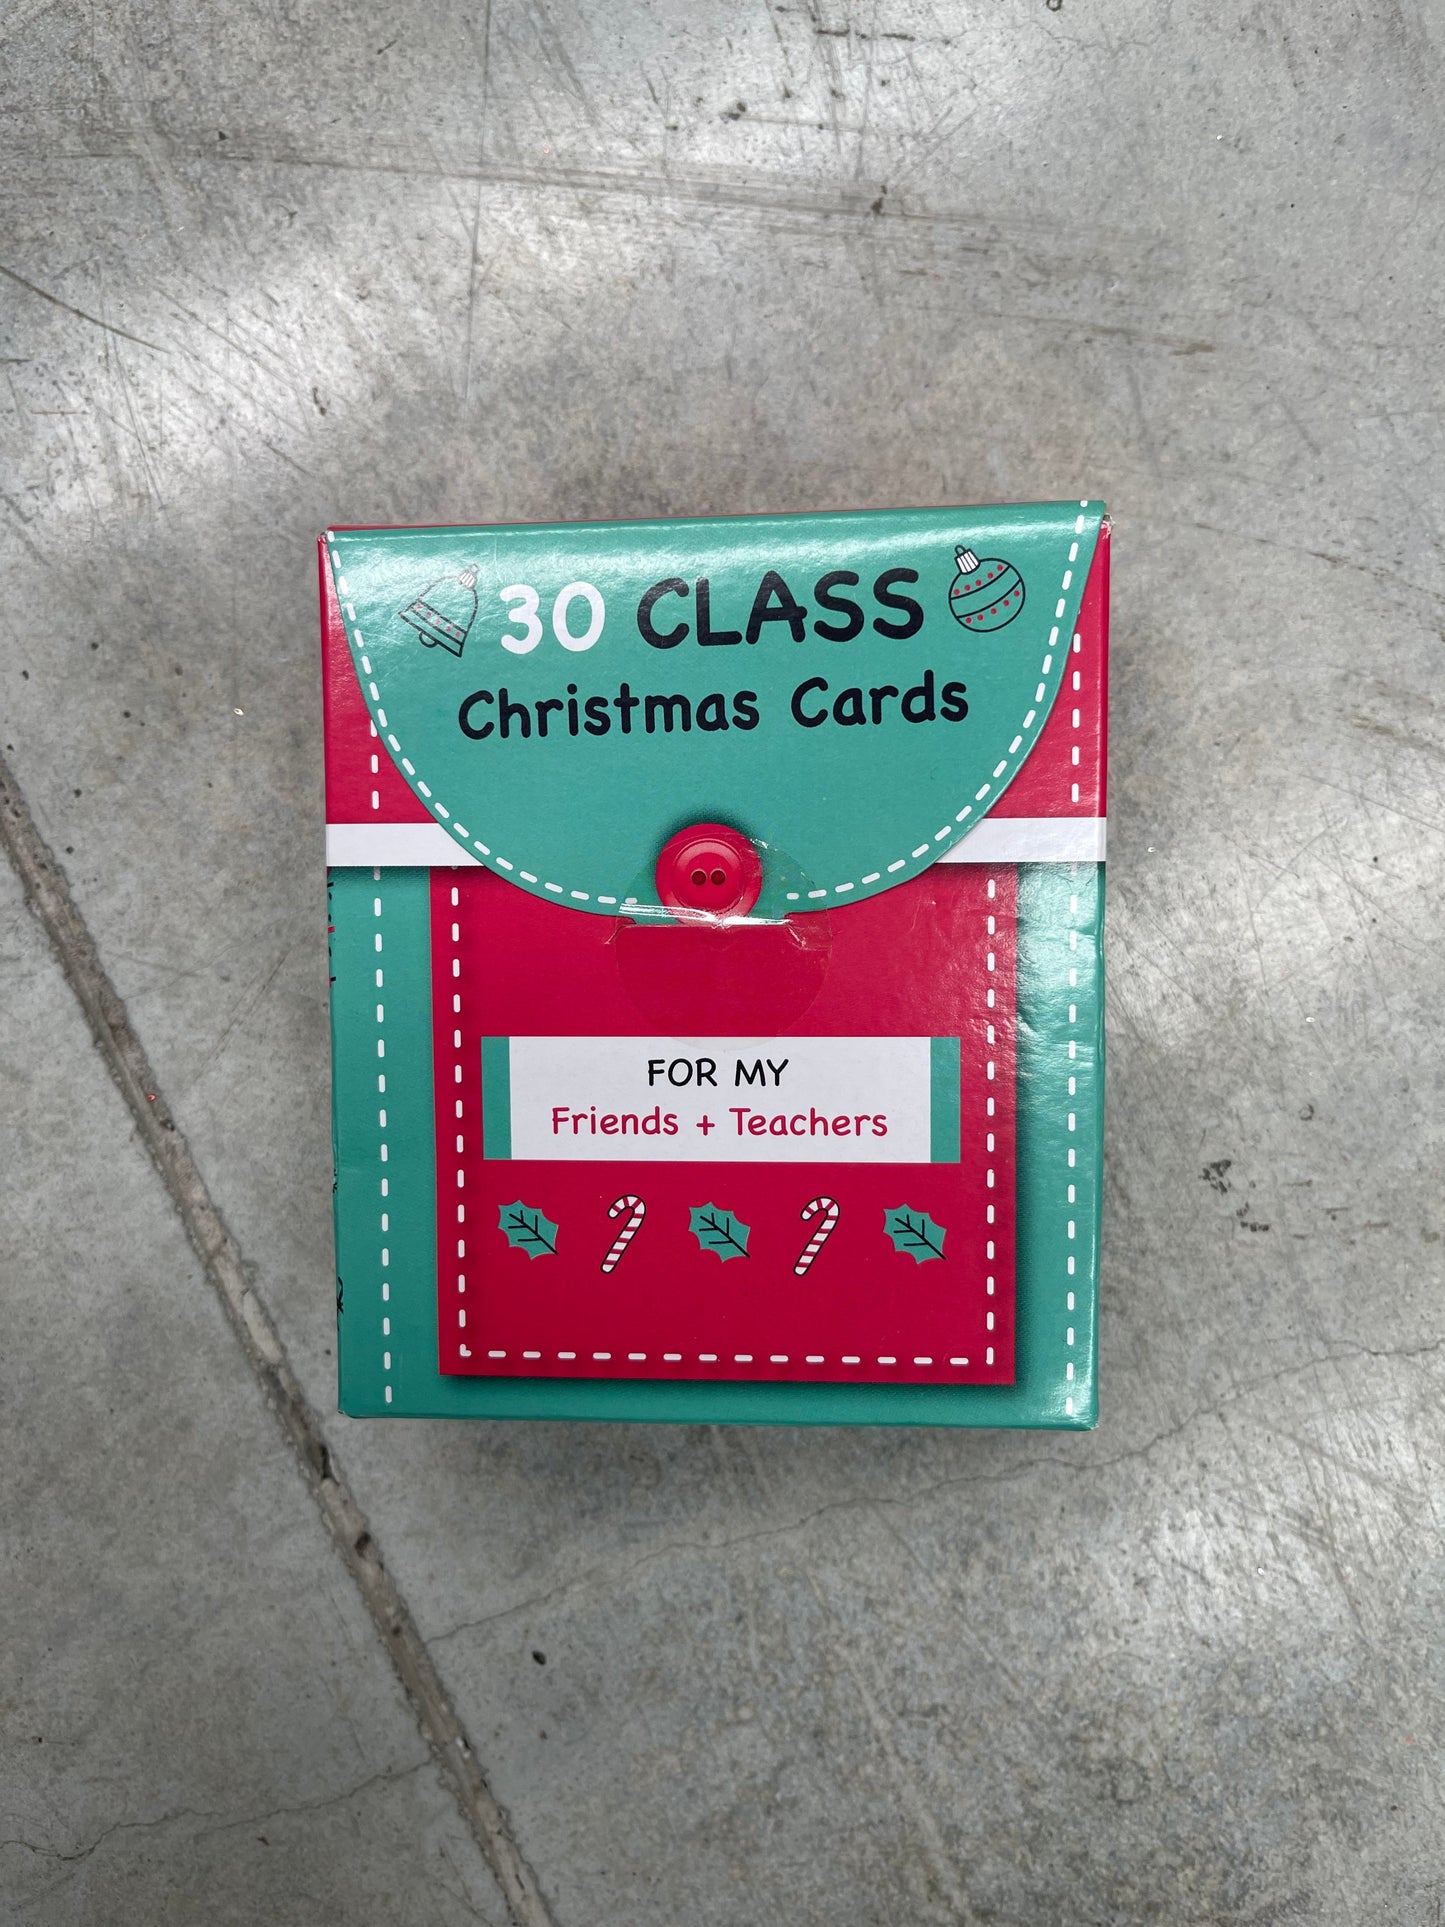 30 CLASS
Christmas Cards
FOR MY
Friends + Teachers